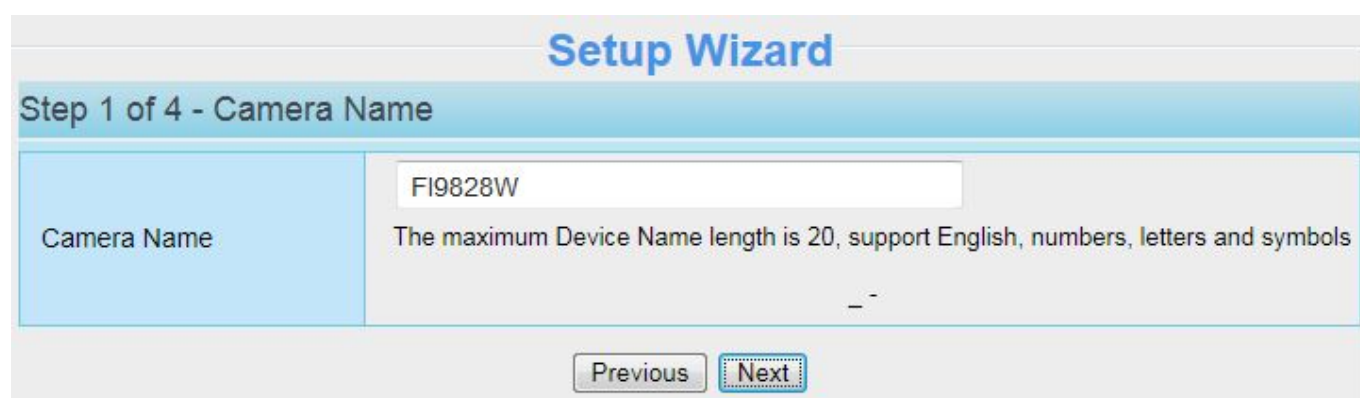 Setup Wizard
Step 1 of 4 - Camera Name
FI9828W
Camera Name
The maximum Device Name length is 20, support English, numbers, letters and symbols
_ -
Previous Next